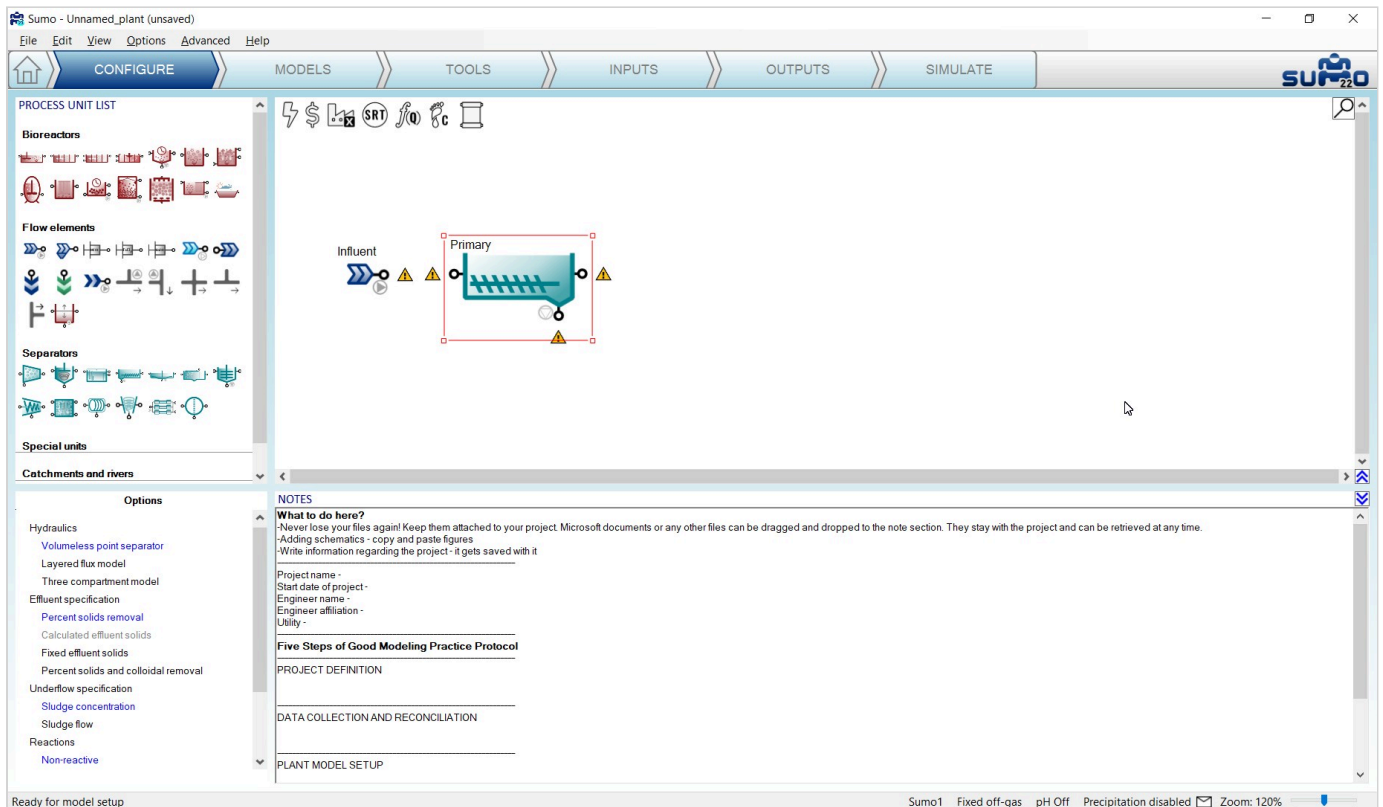 Sumo - Unnamed_plant (unsaved)
File Edit View Options Advanced Help
CONFIGURE MODELS TOOLS INPUTS OUTPUTS SIMULATE
SUMO 22
PROCESS UNIT LIST
Bioreactors
Flow elements
Separators
Special units
Catchments and rivers
$ x SRT f(Q) C
Influent
Primary
Options
Hydraulics
Volumeless point separator
Layered flux model
Three compartment model
Effluent specification
Percent solids removal
Calculated effluent solids
Fixed effluent solids
Percent solids and colloidal removal
Underflow specification
Sludge concentration
Sludge flow
Reactions
Non-reactive
NOTES
What to do here?
-Never lose your files again! Keep them attached to your project. Microsoft documents or any other files can be dragged and dropped to the note section. They stay with the project and can be retrieved at any time.
-Adding schematics - copy and paste figures
-Write information regarding the project - it gets saved with it
Project name -
Start date of project -
Engineer name -
Engineer affiliation -
Utility -
Five Steps of Good Modeling Practice Protocol
PROJECT DEFINITION
DATA COLLECTION AND RECONCILIATION
PLANT MODEL SETUP
Ready for model setup
Sumo1 Fixed off-gas pH Off Precipitation disabled Zoom: 120%